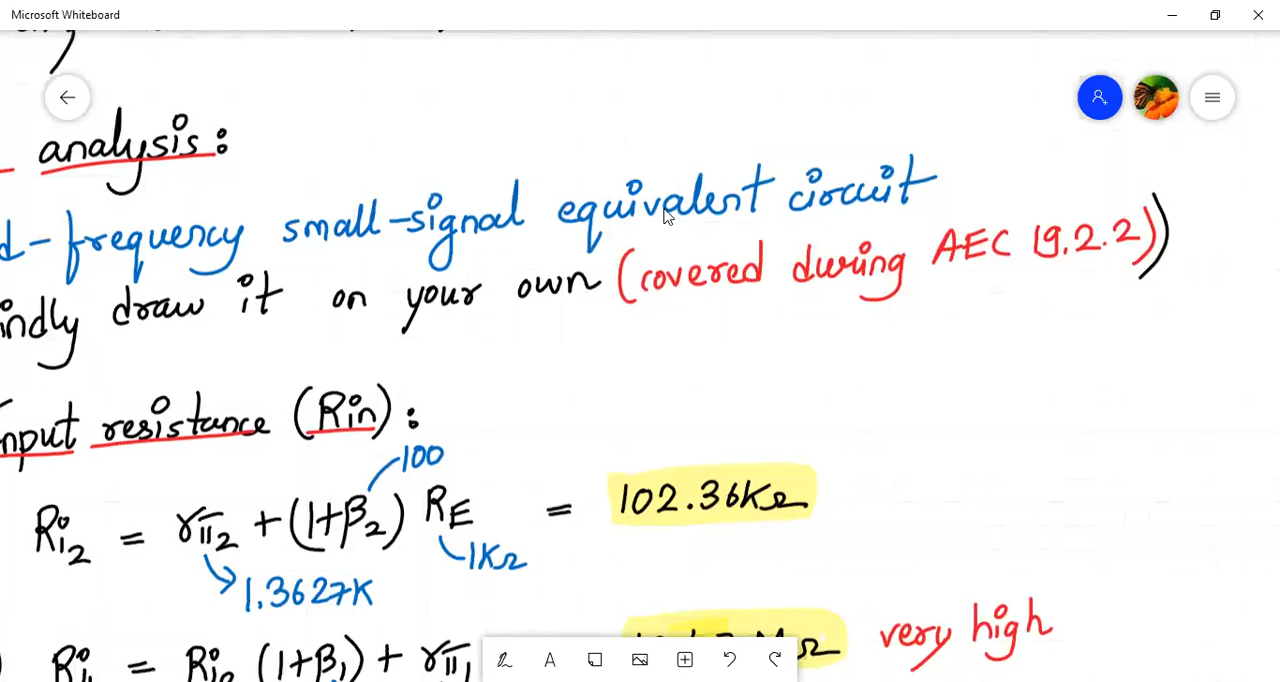 Microsoft Whiteboard
analysis:
frequency small-signal equivalent circuit
draw it on your own (covered during AEC 19.2.2))
resistance (Rin):
100
Ri2 = rπ2 + (1+β2) RE = 102.36KΩ
1KΩ
1.3627K
very high
Ri1 = Ri2 (1+β1) + rπ1